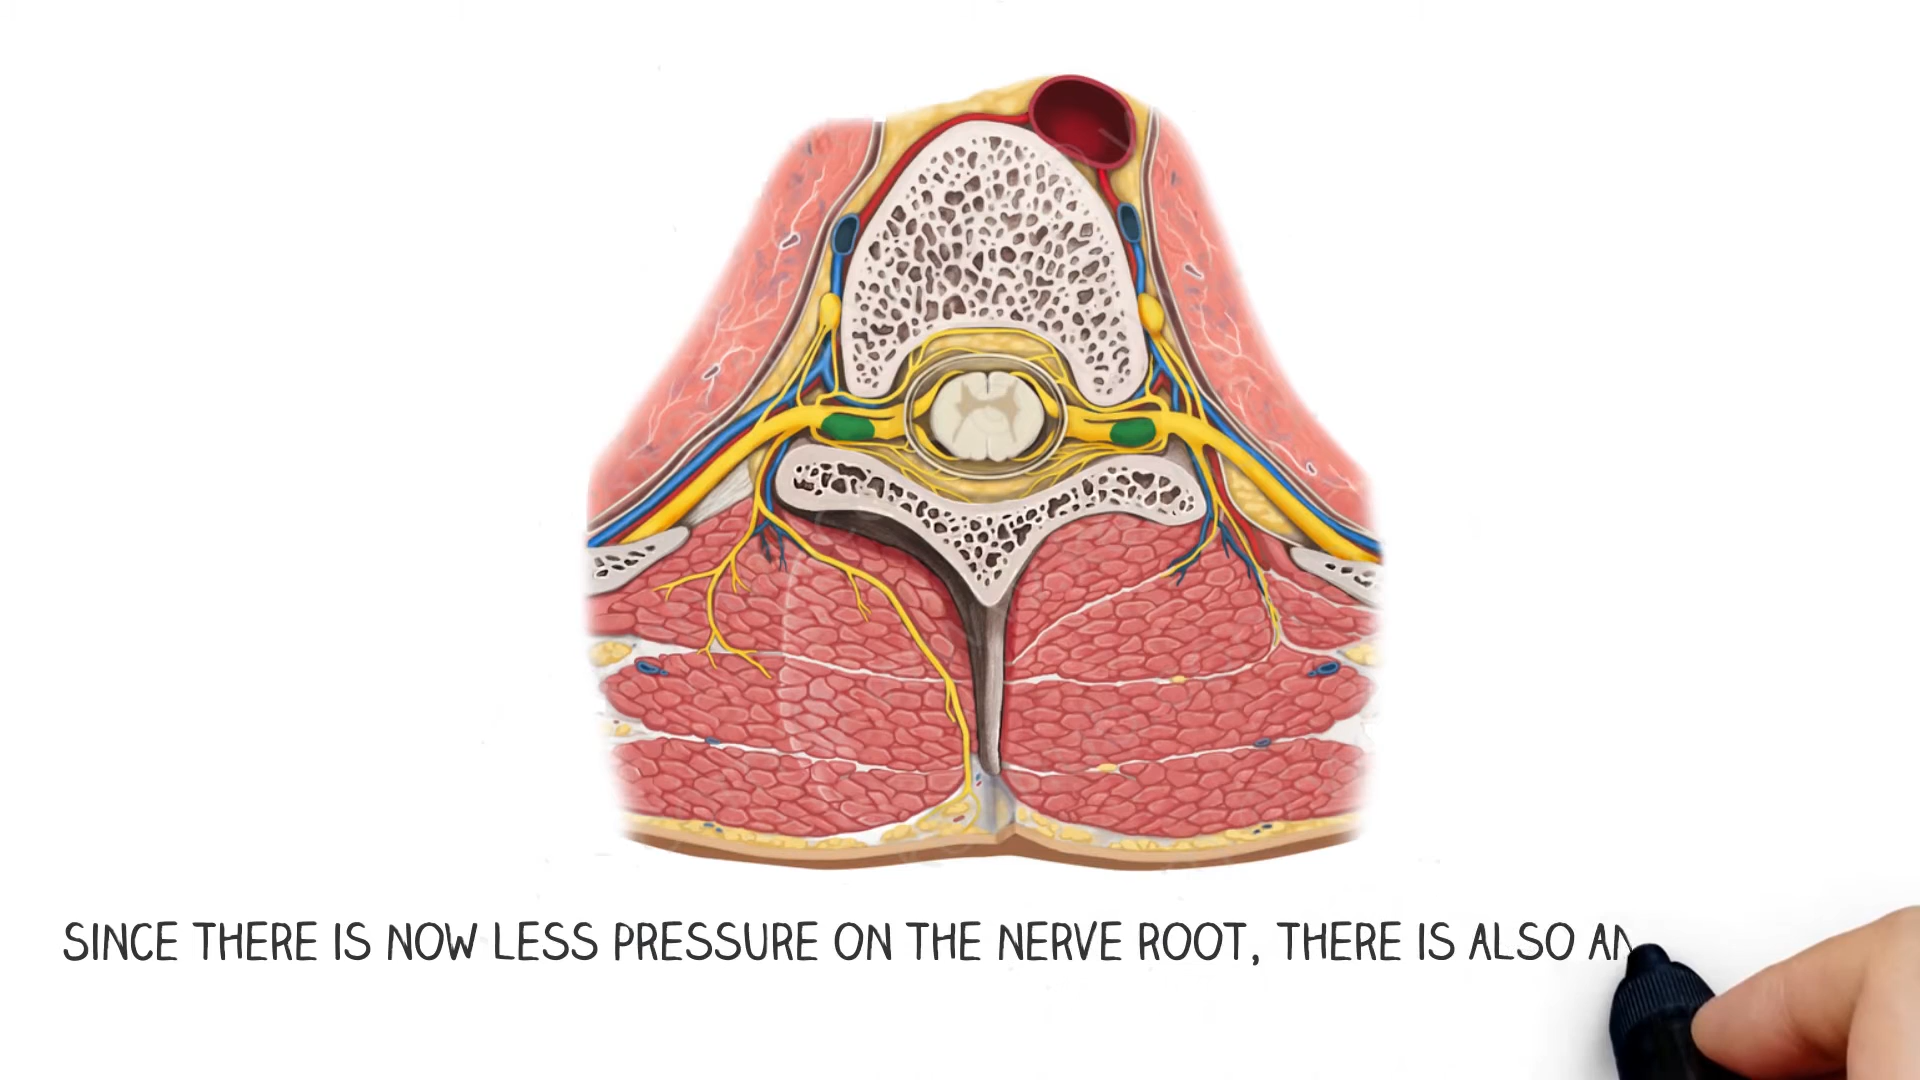 SINCE THERE IS NOW LESS PRESSURE ON THE NERVE ROOT, THERE IS ALSO AN